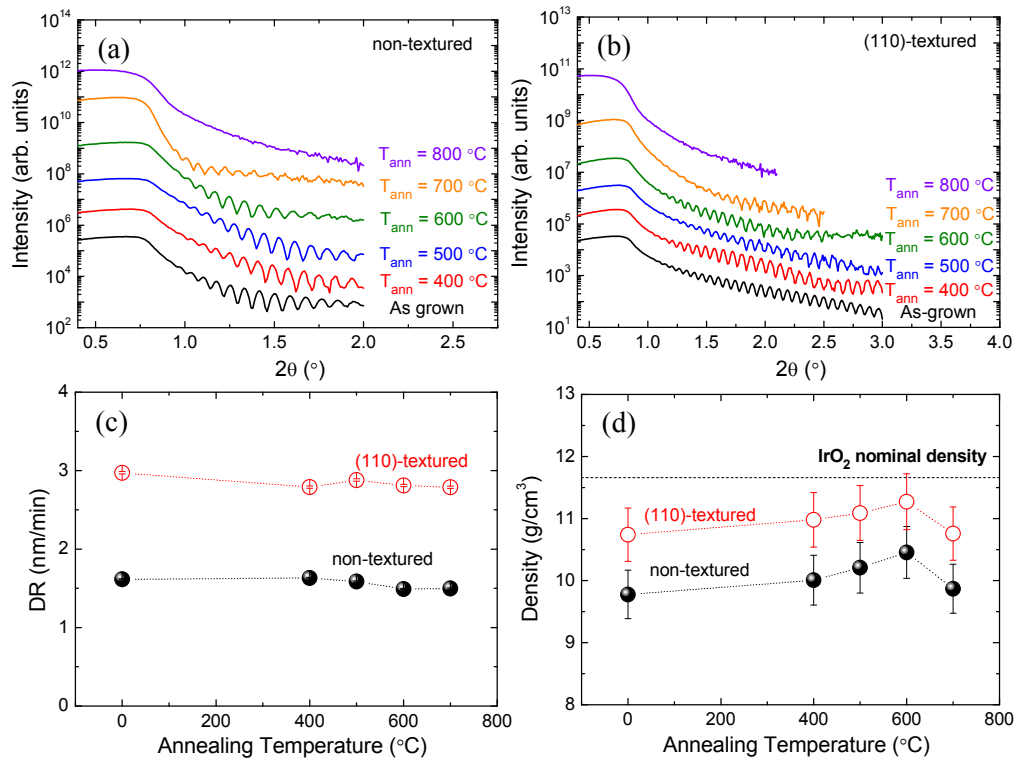 (a)
non-textured
10^14
10^12
10^10
10^8
10^6
10^4
10^2
Intensity (arb. units)
T_ann = 800 °C
T_ann = 700 °C
T_ann = 600 °C
T_ann = 500 °C
T_ann = 400 °C
As grown
0.5 1.0 1.5 2.0 2.5
2θ (°)
(b)
(110)-textured
10^13
10^11
10^9
10^7
10^5
10^3
10^1
Intensity (arb. units)
T_ann = 800 °C
T_ann = 700 °C
T_ann = 600 °C
T_ann = 500 °C
T_ann = 400 °C
As-grown
0.5 1.0 1.5 2.0 2.5 3.0 3.5 4.0
2θ (°)
(c)
4
3
2
1
0
DR (nm/min)
(110)-textured
non-textured
0 200 400 600 800
Annealing Temperature (°C)
(d)
13
12
11
10
9
8
Density (g/cm³)
IrO₂ nominal density
(110)-textured
non-textured
0 200 400 600 800
Annealing Temperature (°C)